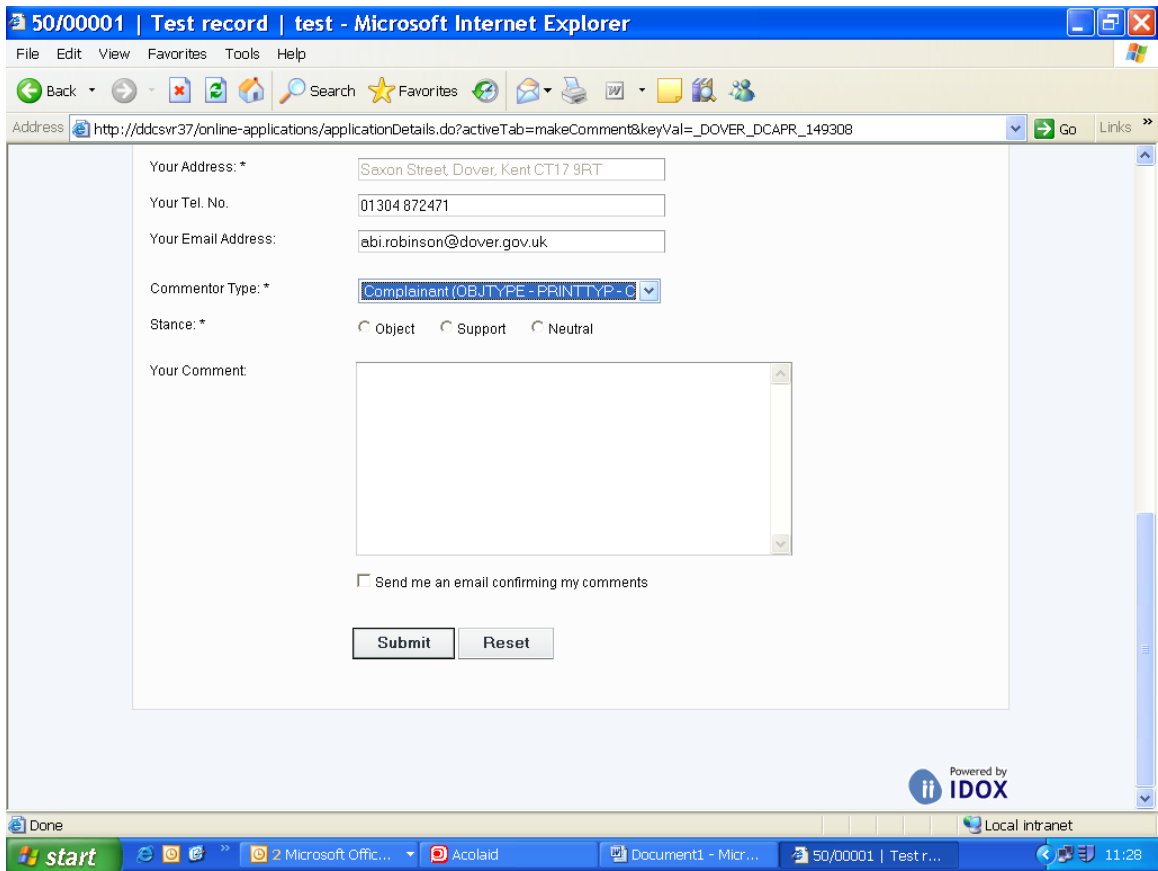 50/00001 | Test record | test - Microsoft Internet Explorer
File Edit View Favorites Tools Help
Back Search Favorites
Address http://ddcsvr37/online-applications/applicationDetails.do?activeTab=makeComment&keyVal=_DOVER_DCAPR_149308 Go Links »
Your Address: * Saxon Street, Dover, Kent CT17 9RT
Your Tel. No. 01304 872471
Your Email Address: abi.robinson@dover.gov.uk
Commentor Type: * Complainant (OBJTYPE - PRINTTYP - C
Stance: * Object Support Neutral
Your Comment:
Send me an email confirming my comments
Submit Reset
Powered by
IDOX
Done Local intranet
start » 2 Microsoft Offic... Acolaid Document1 - Micr... 50/00001 | Test r... 11:28